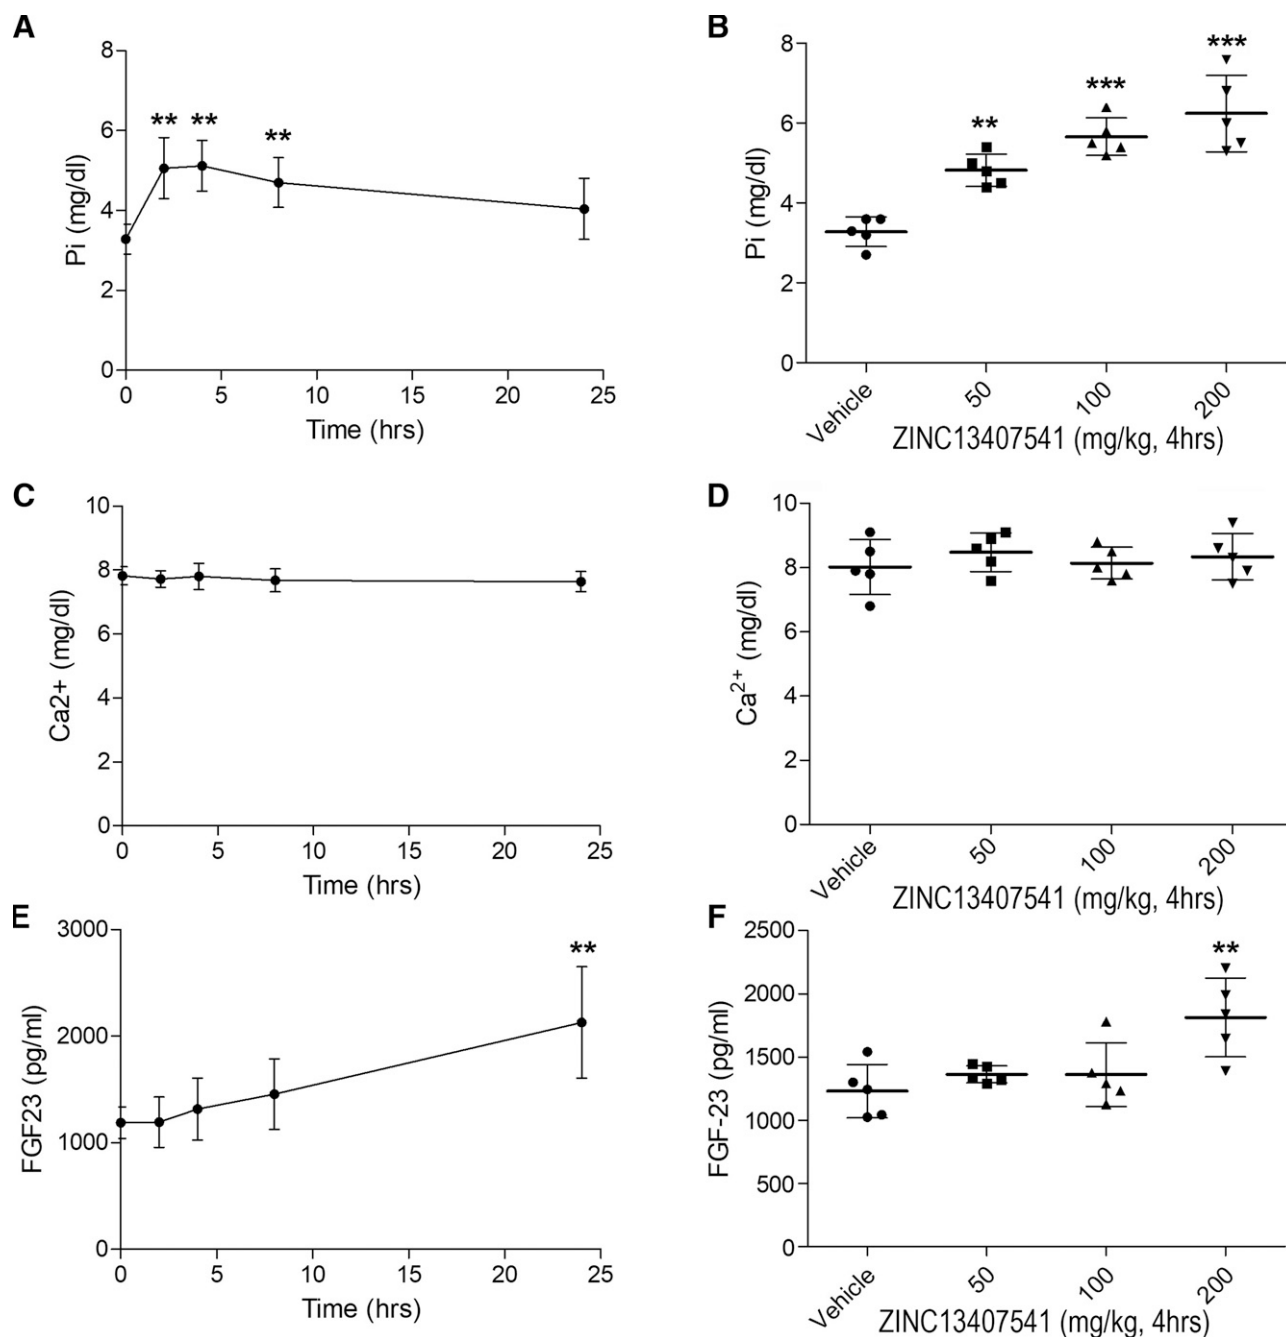 A
8
6
4
2
0
Pi (mg/dl)
** ** **
0 5 10 15 20 25
Time (hrs)
B
8
6
4
2
0
Pi (mg/dl)
** *** ***
Vehicle 50 100 200
ZINC13407541 (mg/kg, 4hrs)
C
10
8
6
4
2
0
Ca2+ (mg/dl)
0 5 10 15 20 25
Time (hrs)
D
10
8
6
4
2
0
Ca2+ (mg/dl)
Vehicle 50 100 200
ZINC13407541 (mg/kg, 4hrs)
E
3000
2000
1000
0
FGF23 (pg/ml)
**
0 5 10 15 20 25
Time (hrs)
F
2500
2000
1500
1000
500
0
FGF-23 (pg/ml)
**
Vehicle 50 100 200
ZINC13407541 (mg/kg, 4hrs)